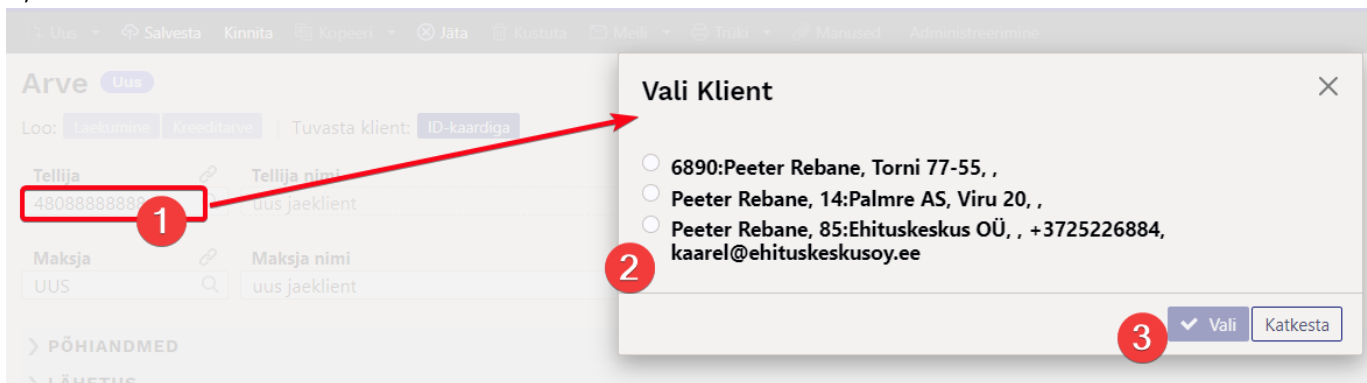 Uus Salvesta Kinnita Kopeeri Jäta Kustuta Meili Trüki Manused Administreerimine
Arve Uus
Loo: Laekumine Kreeditarve Tuvasta klient: ID-kaardiga
Tellija Tellija nimi
48088888888 uus jaeklient
1
Maksja Maksja nimi
UUS uus jaeklient
PÕHIANDMED
LÄHETUS
Vali Klient
6890:Peeter Rebane, Torni 77-55, ,
Peeter Rebane, 14:Palmre AS, Viru 20, ,
Peeter Rebane, 85:Ehituskeskus OÜ, , +3725226884,
kaarel@ehituskeskusoy.ee
2
3
Vali Katkesta